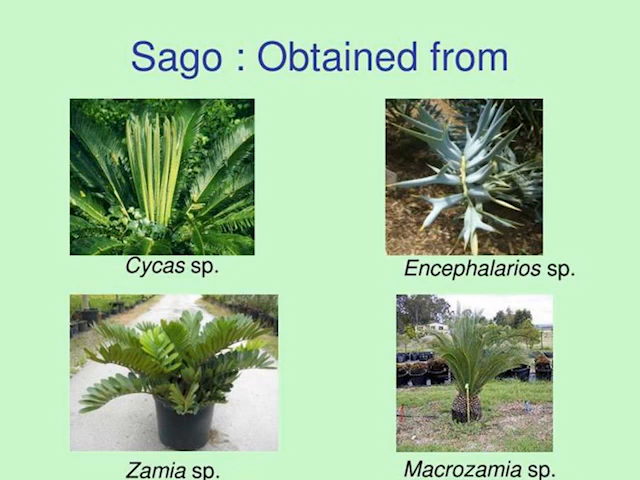 Sago : Obtained from
Cycas sp.
Encephalarios sp.
Zamia sp.
Macrozamia sp.